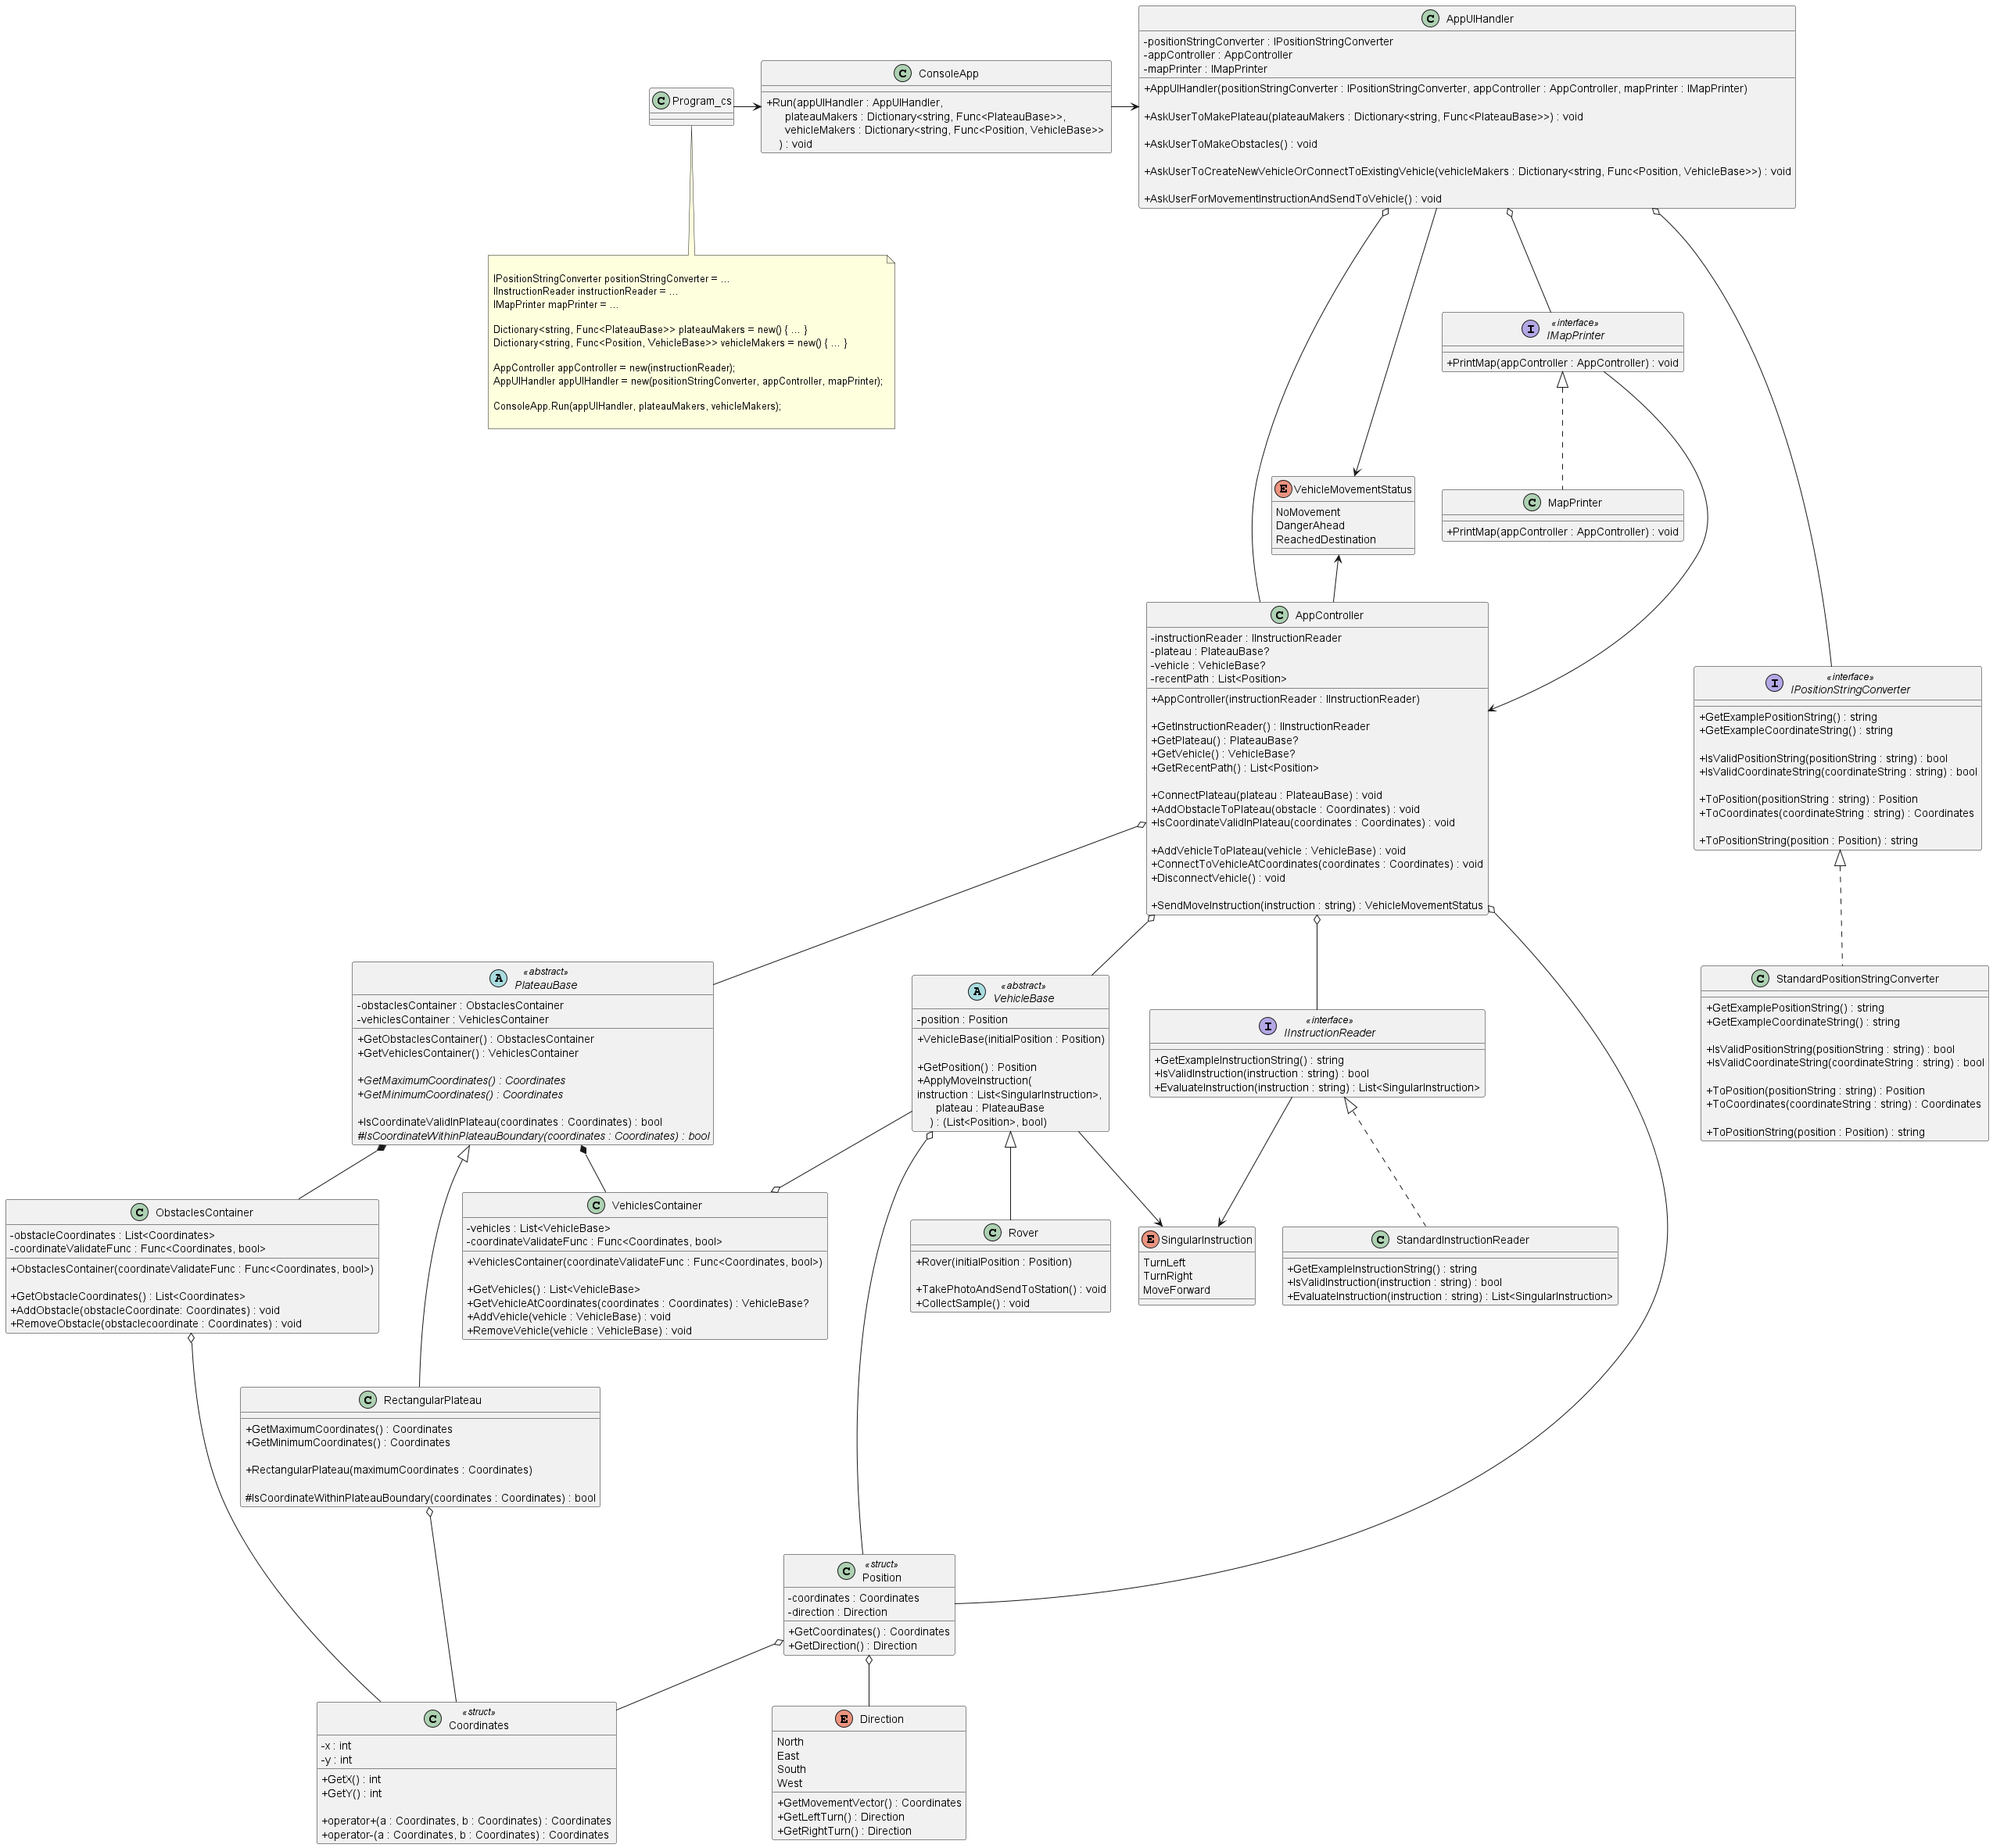 C AppUIHandler
-positionStringConverter : IPositionStringConverter
-appController : AppController
-mapPrinter : IMapPrinter
+AppUIHandler(positionStringConverter : IPositionStringConverter, appController : AppController, mapPrinter : IMapPrinter)
+AskUserToMakePlateau(plateauMakers : Dictionary<string, Func<PlateauBase>>) : void
+AskUserToMakeObstacles() : void
+AskUserToCreateNewVehicleOrConnectToExistingVehicle(vehicleMakers : Dictionary<string, Func<Position, VehicleBase>>) : void
+AskUserForMovementInstructionAndSendToVehicle() : void
C ConsoleApp
+Run(appUIHandler : AppUIHandler,
plateauMakers : Dictionary<string, Func<PlateauBase>>,
vehicleMakers : Dictionary<string, Func<Position, VehicleBase>>
) : void
C Program_cs
IPositionStringConverter positionStringConverter = ...
IInstructionReader instructionReader = ...
IMapPrinter mapPrinter = ...
Dictionary<string, Func<PlateauBase>> plateauMakers = new() { ... }
Dictionary<string, Func<Position, VehicleBase>> vehicleMakers = new() { ... }
AppController appController = new(instructionReader);
AppUIHandler appUIHandler = new(positionStringConverter, appController, mapPrinter);
ConsoleApp.Run(appUIHandler, plateauMakers, vehicleMakers);
«interface»
I IMapPrinter
+PrintMap(appController : AppController) : void
E VehicleMovementStatus
NoMovement
DangerAhead
ReachedDestination
C MapPrinter
+PrintMap(appController : AppController) : void
C AppController
-instructionReader : IInstructionReader
-plateau : PlateauBase?
-vehicle : VehicleBase?
-recentPath : List<Position>
+AppController(instructionReader : IInstructionReader)
+GetInstructionReader() : IInstructionReader
+GetPlateau() : PlateauBase?
+GetVehicle() : VehicleBase?
+GetRecentPath() : List<Position>
+ConnectPlateau(plateau : PlateauBase) : void
+AddObstacleToPlateau(obstacle : Coordinates) : void
+IsCoordinateValidInPlateau(coordinates : Coordinates) : void
+AddVehicleToPlateau(vehicle : VehicleBase) : void
+ConnectToVehicleAtCoordinates(coordinates : Coordinates) : void
+DisconnectVehicle() : void
+SendMoveInstruction(instruction : string) : VehicleMovementStatus
«interface»
I IPositionStringConverter
+GetExamplePositionString() : string
+GetExampleCoordinateString() : string
+IsValidPositionString(positionString : string) : bool
+IsValidCoordinateString(coordinateString : string) : bool
+ToPosition(positionString : string) : Position
+ToCoordinates(coordinateString : string) : Coordinates
+ToPositionString(position : Position) : string
C StandardPositionStringConverter
+GetExamplePositionString() : string
+GetExampleCoordinateString() : string
+IsValidPositionString(positionString : string) : bool
+IsValidCoordinateString(coordinateString : string) : bool
+ToPosition(positionString : string) : Position
+ToCoordinates(coordinateString : string) : Coordinates
+ToPositionString(position : Position) : string
«abstract»
A PlateauBase
-obstaclesContainer : ObstaclesContainer
-vehiclesContainer : VehiclesContainer
+GetObstaclesContainer() : ObstaclesContainer
+GetVehiclesContainer() : VehiclesContainer
+GetMaximumCoordinates() : Coordinates
+GetMinimumCoordinates() : Coordinates
+IsCoordinateValidInPlateau(coordinates : Coordinates) : bool
#IsCoordinateWithinPlateauBoundary(coordinates : Coordinates) : bool
«abstract»
A VehicleBase
-position : Position
+VehicleBase(initialPosition : Position)
+GetPosition() : Position
+ApplyMoveInstruction(
instruction : List<SingularInstruction>,
plateau : PlateauBase
) : (List<Position>, bool)
«interface»
I IInstructionReader
+GetExampleInstructionString() : string
+IsValidInstruction(instruction : string) : bool
+EvaluateInstruction(instruction : string) : List<SingularInstruction>
C ObstaclesContainer
-obstacleCoordinates : List<Coordinates>
-coordinateValidateFunc : Func<Coordinates, bool>
+ObstaclesContainer(coordinateValidateFunc : Func<Coordinates, bool>)
+GetObstacleCoordinates() : List<Coordinates>
+AddObstacle(obstacleCoordinate: Coordinates) : void
+RemoveObstacle(obstaclecoordinate : Coordinates) : void
C VehiclesContainer
-vehicles : List<VehicleBase>
-coordinateValidateFunc : Func<Coordinates, bool>
+VehiclesContainer(coordinateValidateFunc : Func<Coordinates, bool>)
+GetVehicles() : List<VehicleBase>
+GetVehicleAtCoordinates(coordinates : Coordinates) : VehicleBase?
+AddVehicle(vehicle : VehicleBase) : void
+RemoveVehicle(vehicle : VehicleBase) : void
C Rover
+Rover(initialPosition : Position)
+TakePhotoAndSendToStation() : void
+CollectSample() : void
E SingularInstruction
TurnLeft
TurnRight
MoveForward
C StandardInstructionReader
+GetExampleInstructionString() : string
+IsValidInstruction(instruction : string) : bool
+EvaluateInstruction(instruction : string) : List<SingularInstruction>
C RectangularPlateau
+GetMaximumCoordinates() : Coordinates
+GetMinimumCoordinates() : Coordinates
+RectangularPlateau(maximumCoordinates : Coordinates)
#IsCoordinateWithinPlateauBoundary(coordinates : Coordinates) : bool
«struct»
C Position
-coordinates : Coordinates
-direction : Direction
+GetCoordinates() : Coordinates
+GetDirection() : Direction
«struct»
C Coordinates
-x : int
-y : int
+GetX() : int
+GetY() : int
+operator+(a : Coordinates, b : Coordinates) : Coordinates
+operator-(a : Coordinates, b : Coordinates) : Coordinates
E Direction
North
East
South
West
+GetMovementVector() : Coordinates
+GetLeftTurn() : Direction
+GetRightTurn() : Direction